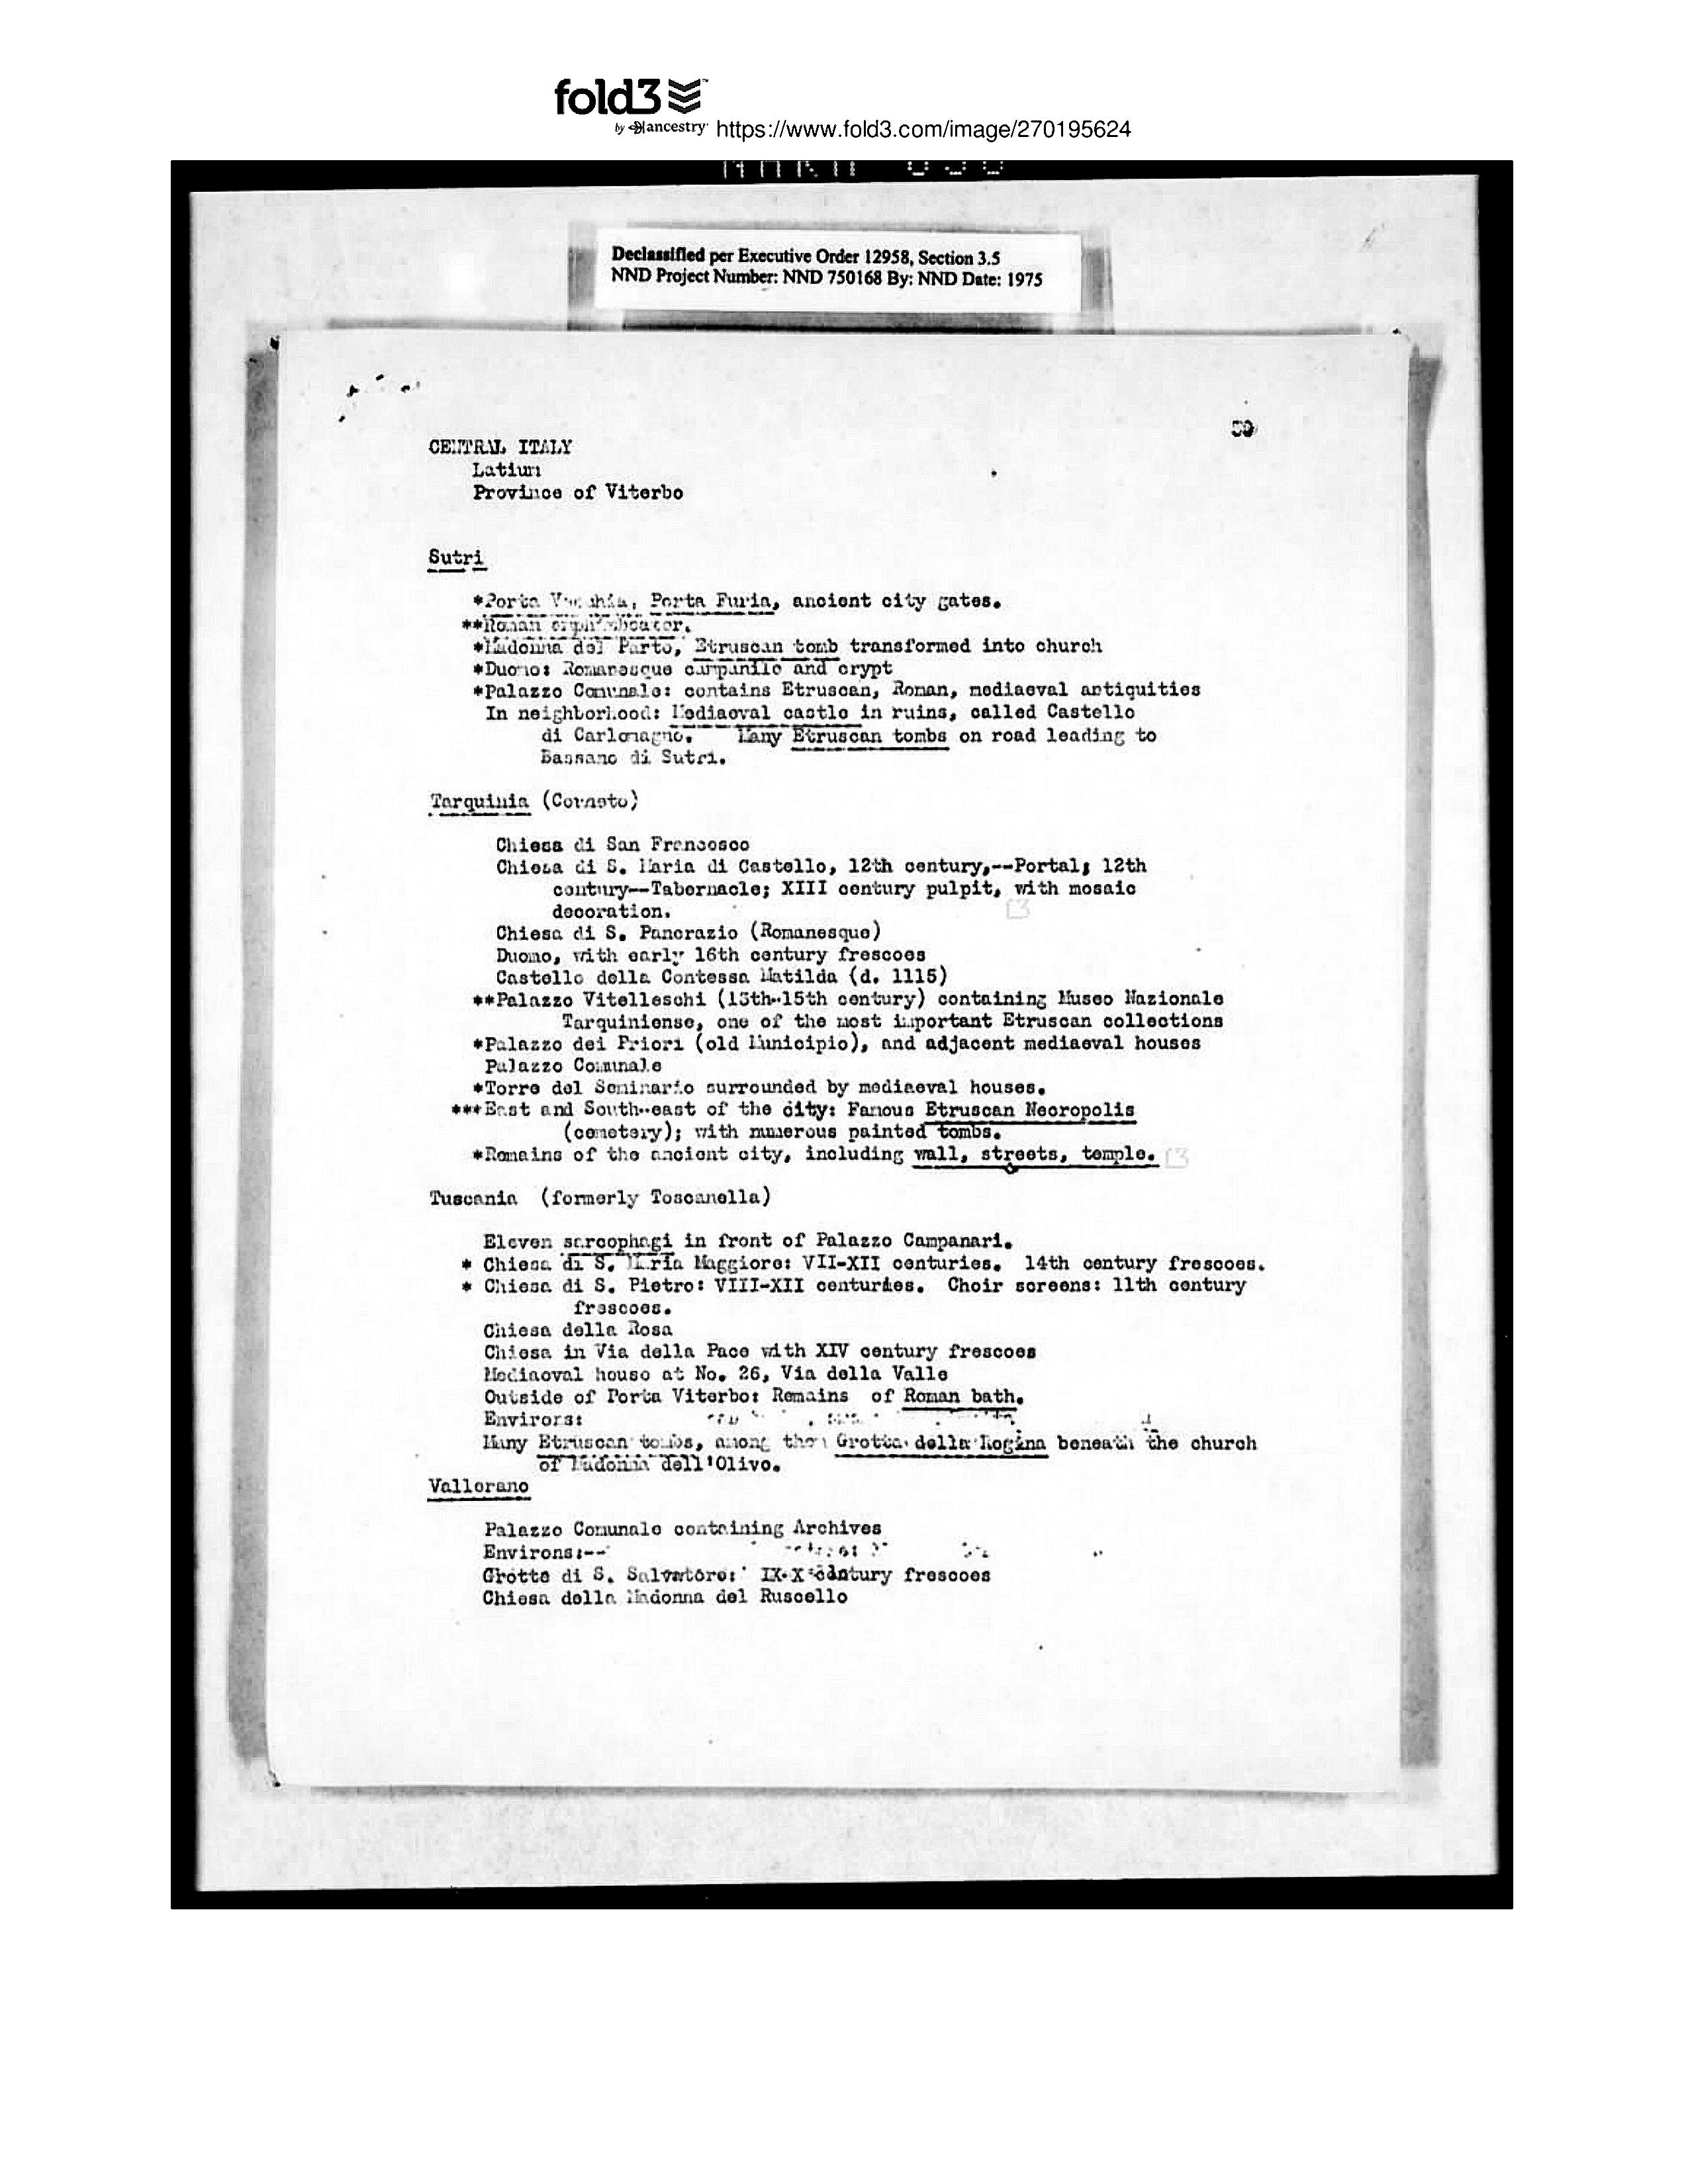 fold3
by ancestry https://www.fold3.com/image/270195624
Declassified per Executive Order 12958, Section 3.5
NND Project Number: NND 750168 By: NND Date: 1975
CENTRAL ITALY
Latium
Province of Viterbo
Sutri
*Porta Vecchia, Porta Furia, ancient city gates.
**Roman amphitheater.
*Madonna del Parto, Etruscan tomb transformed into church
*Duomo: Romanesque campanile and crypt
*Palazzo Comunale: contains Etruscan, Roman, mediaeval antiquities
In neighborhood: Mediaeval castle in ruins, called Castello
di Carlomagno. Many Etruscan tombs on road leading to
Bassano di Sutri.
Tarquinia (Corneto)
Chiesa di San Francesco
Chiesa di S. Maria di Castello, 12th century,--Portal; 12th
century--Tabernacle; XIII century pulpit, with mosaic
decoration.
Chiesa di S. Pancrazio (Romanesque)
Duomo, with early 16th century frescoes
Castello della Contessa Matilda (d. 1115)
**Palazzo Vitelleschi (15th-15th century) containing Museo Nazionale
Tarquiniense, one of the most important Etruscan collections
*Palazzo dei Priori (old Municipio), and adjacent mediaeval houses
Palazzo Comunale
*Torre del Seminario surrounded by mediaeval houses.
***East and South-east of the city: Famous Etruscan Necropolis
(cemetery); with numerous painted tombs.
*Remains of the ancient city, including wall, streets, temple.
Tuscania (formerly Toscanella)
Eleven sarcophagi in front of Palazzo Campanari.
* Chiesa di S. Maria Maggiore: VII-XII centuries. 14th century frescoes.
* Chiesa di S. Pietro: VIII-XII centuries. Choir screens: 11th century
frescoes.
Chiesa della Rosa
Chiesa in Via della Pace with XIV century frescoes
Mediaeval house at No. 26, Via della Valle
Outside of Porta Viterbo: Remains of Roman bath.
Environs:
Many Etruscan tombs, among them Grotta della Regina beneath the church
of Madonna dell'Olivo.
Vallerano
Palazzo Comunale containing Archives
Environs:--
Grotte di S. Salvatore: IX-X century frescoes
Chiesa della Madonna del Ruscello